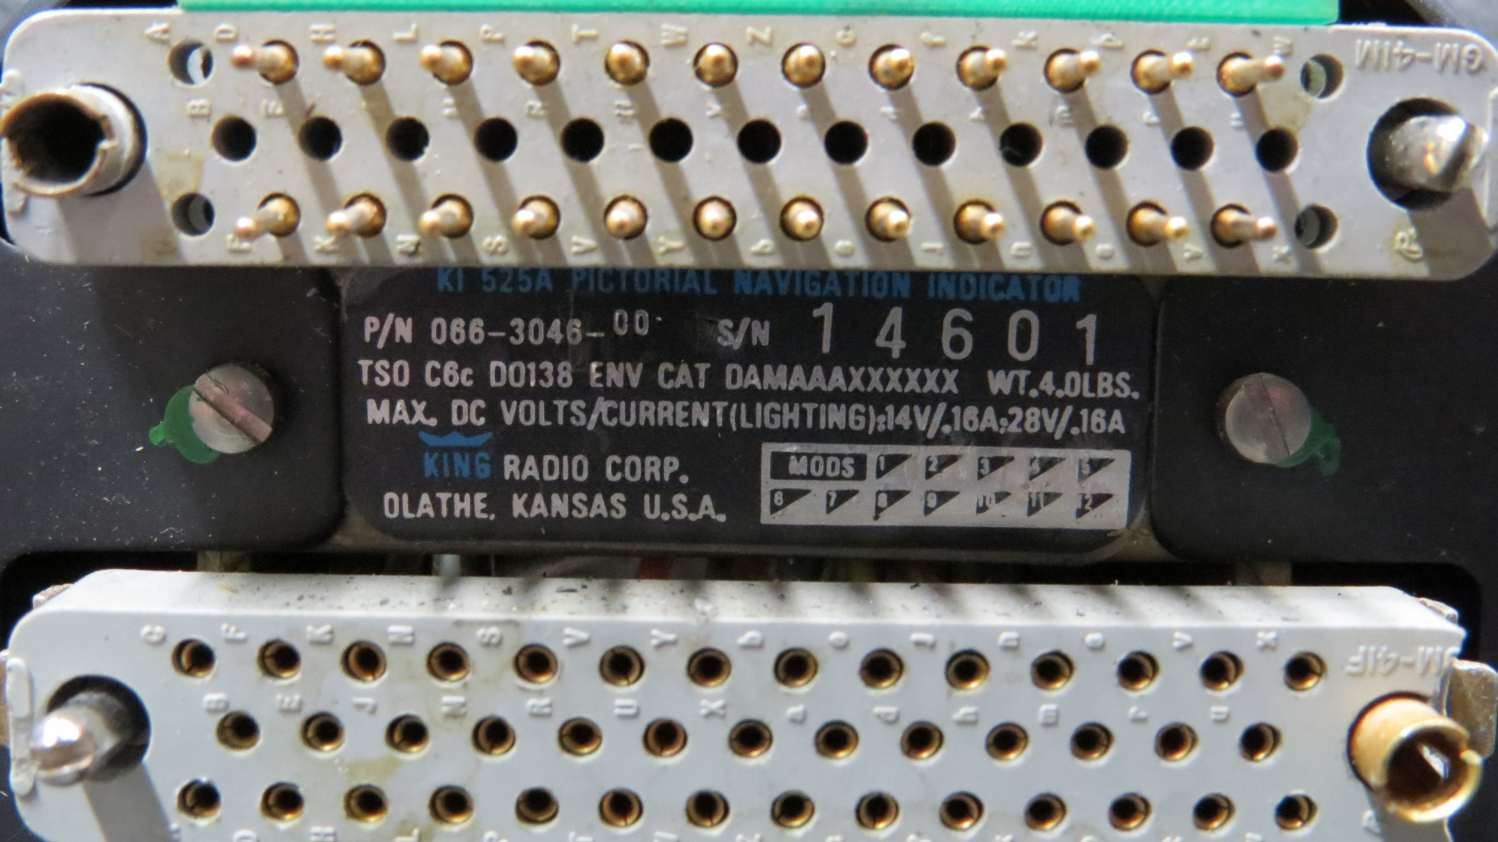 A D H L P T W Z c f k p t w
GM-41M
B E
F K N S V Y b e j n s v x
KI 525A PICTORIAL NAVIGATION INDICATOR
P/N 066-3046-00 S/N 14601
TSO C6c DO138 ENV CAT DAMAAAXXXXXX WT.4.0LBS.
MAX. DC VOLTS/CURRENT(LIGHTING):14V/.16A;28V/.16A
KING RADIO CORP.
OLATHE, KANSAS U.S.A.
MODS 1 2 3 4 5
6 7 8 9 10 11 12
F K N S V Y b e j n s v x
B E J M R U X a d h m r u